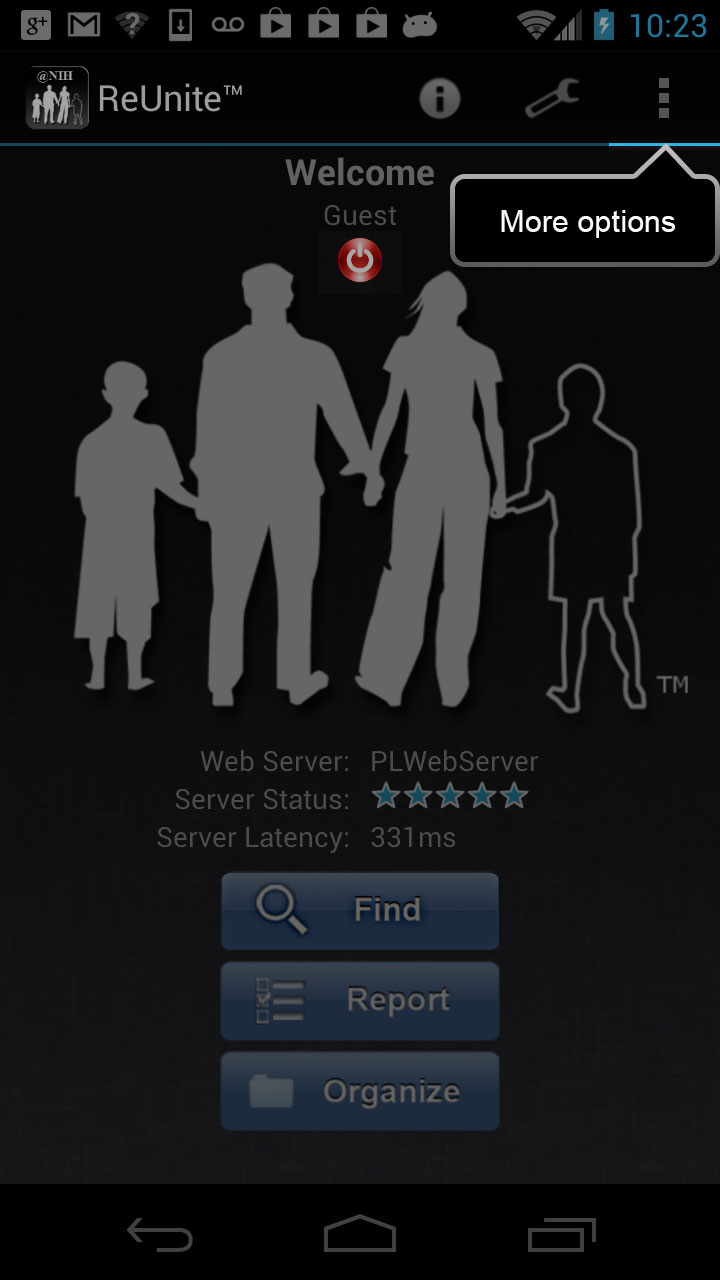 g+
10:23
@NIH
ReUnite™
More options
Welcome
Guest
TM
Web Server: PLWebServer
Server Status:
Server Latency: 331ms
Find
Report
Organize